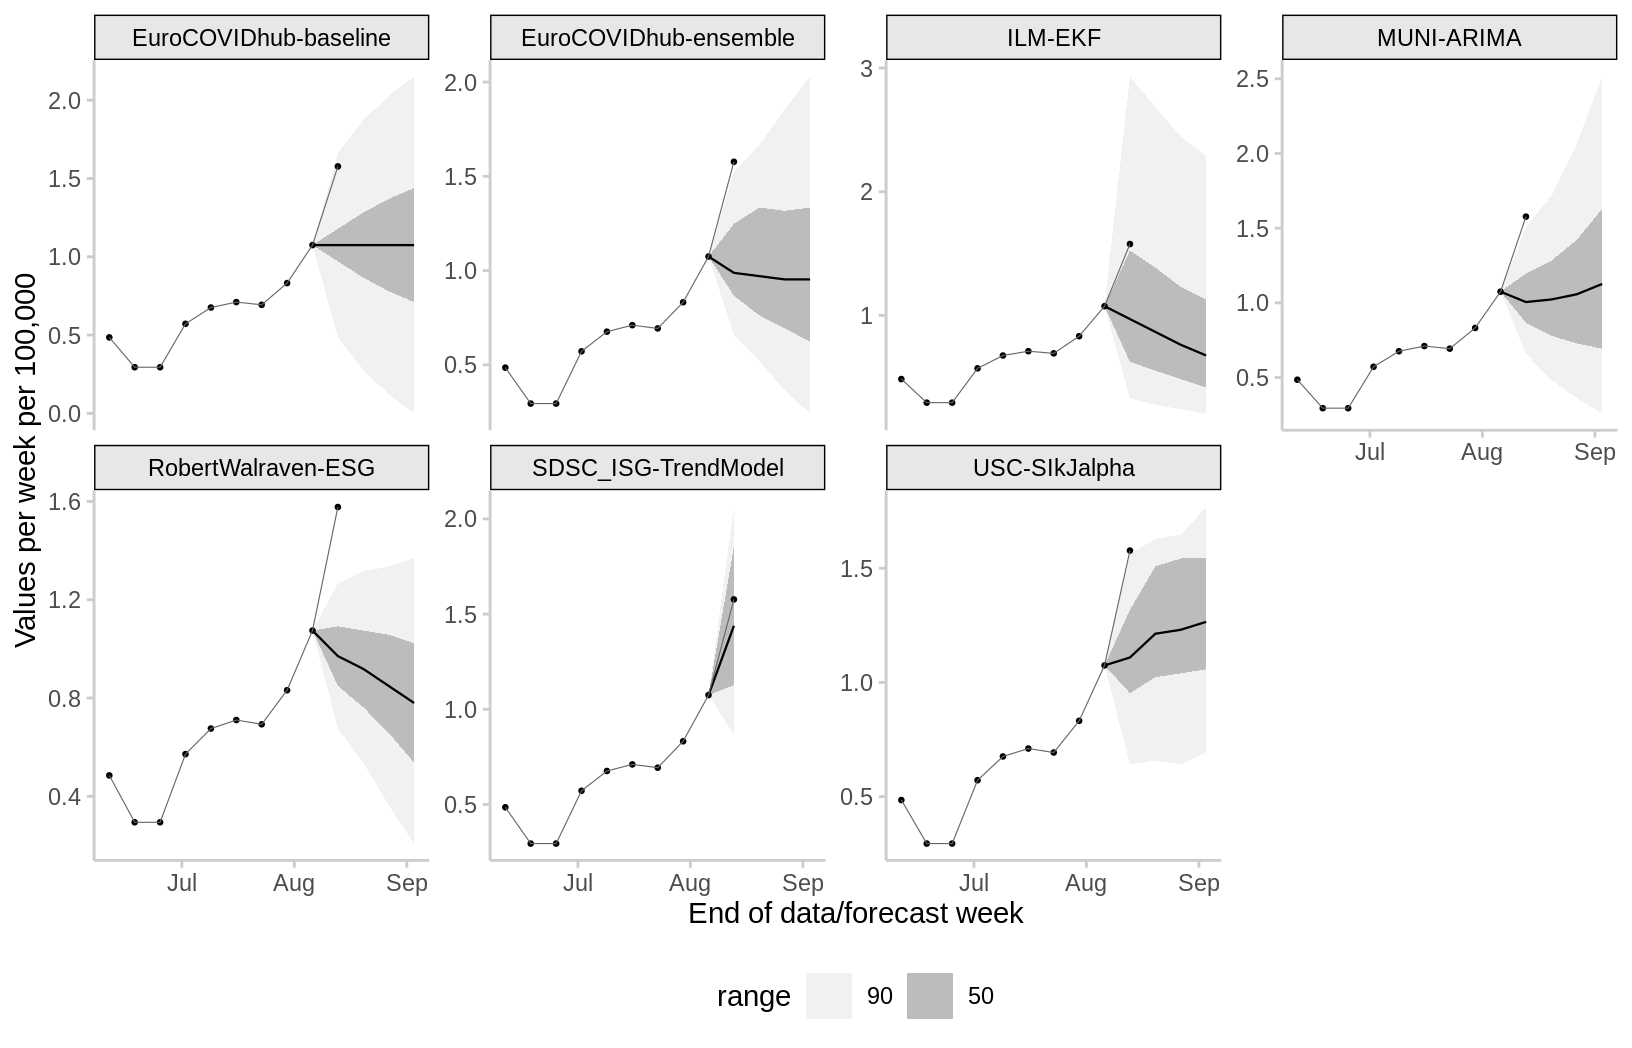 EuroCOVIDhub-baseline
EuroCOVIDhub-ensemble
ILM-EKF
MUNI-ARIMA
2.0
1.5
1.0
0.5
0.0
2.0
1.5
1.0
0.5
3
2
1
2.5
2.0
1.5
1.0
0.5
Jul Aug Sep
RobertWalraven-ESG
SDSC_ISG-TrendModel
USC-SIkJalpha
1.6
1.2
0.8
0.4
2.0
1.5
1.0
0.5
1.5
1.0
0.5
Jul Aug Sep
Jul Aug Sep
Jul Aug Sep
Values per week per 100,000
End of data/forecast week
range 90 50